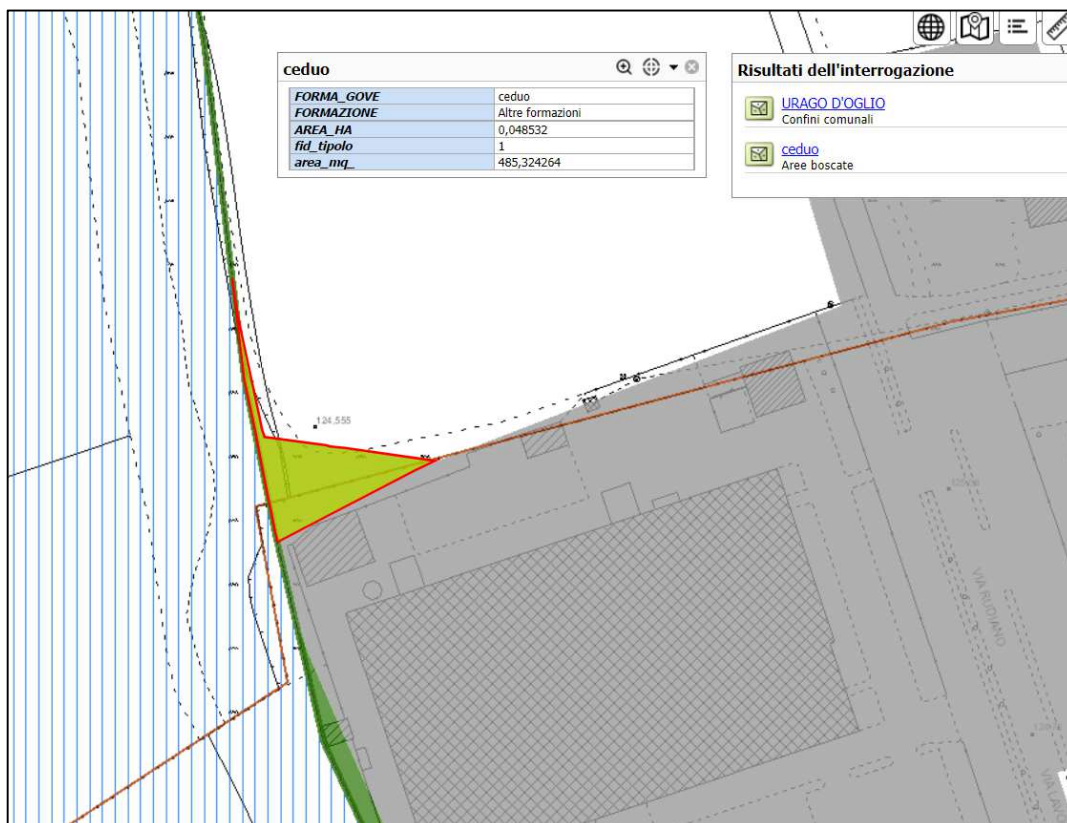 ceduo
FORMA_GOVE ceduo
FORMAZIONE Altre formazioni
AREA_HA 0,048532
fid_tipolo 1
area_mq_ 485,324264
Risultati dell'interrogazione
URAGO D'OGLIO
Confini comunali
ceduo
Aree boscate
124,555
VIA RUDIANO